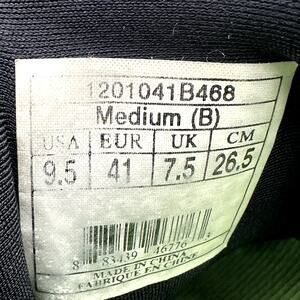 1201041B468
Medium (B)
USA EUR UK CM
9.5 41 7.5 26.5
8 83439 46776
MADE IN CHINA
FABRIQUE EN CHINE